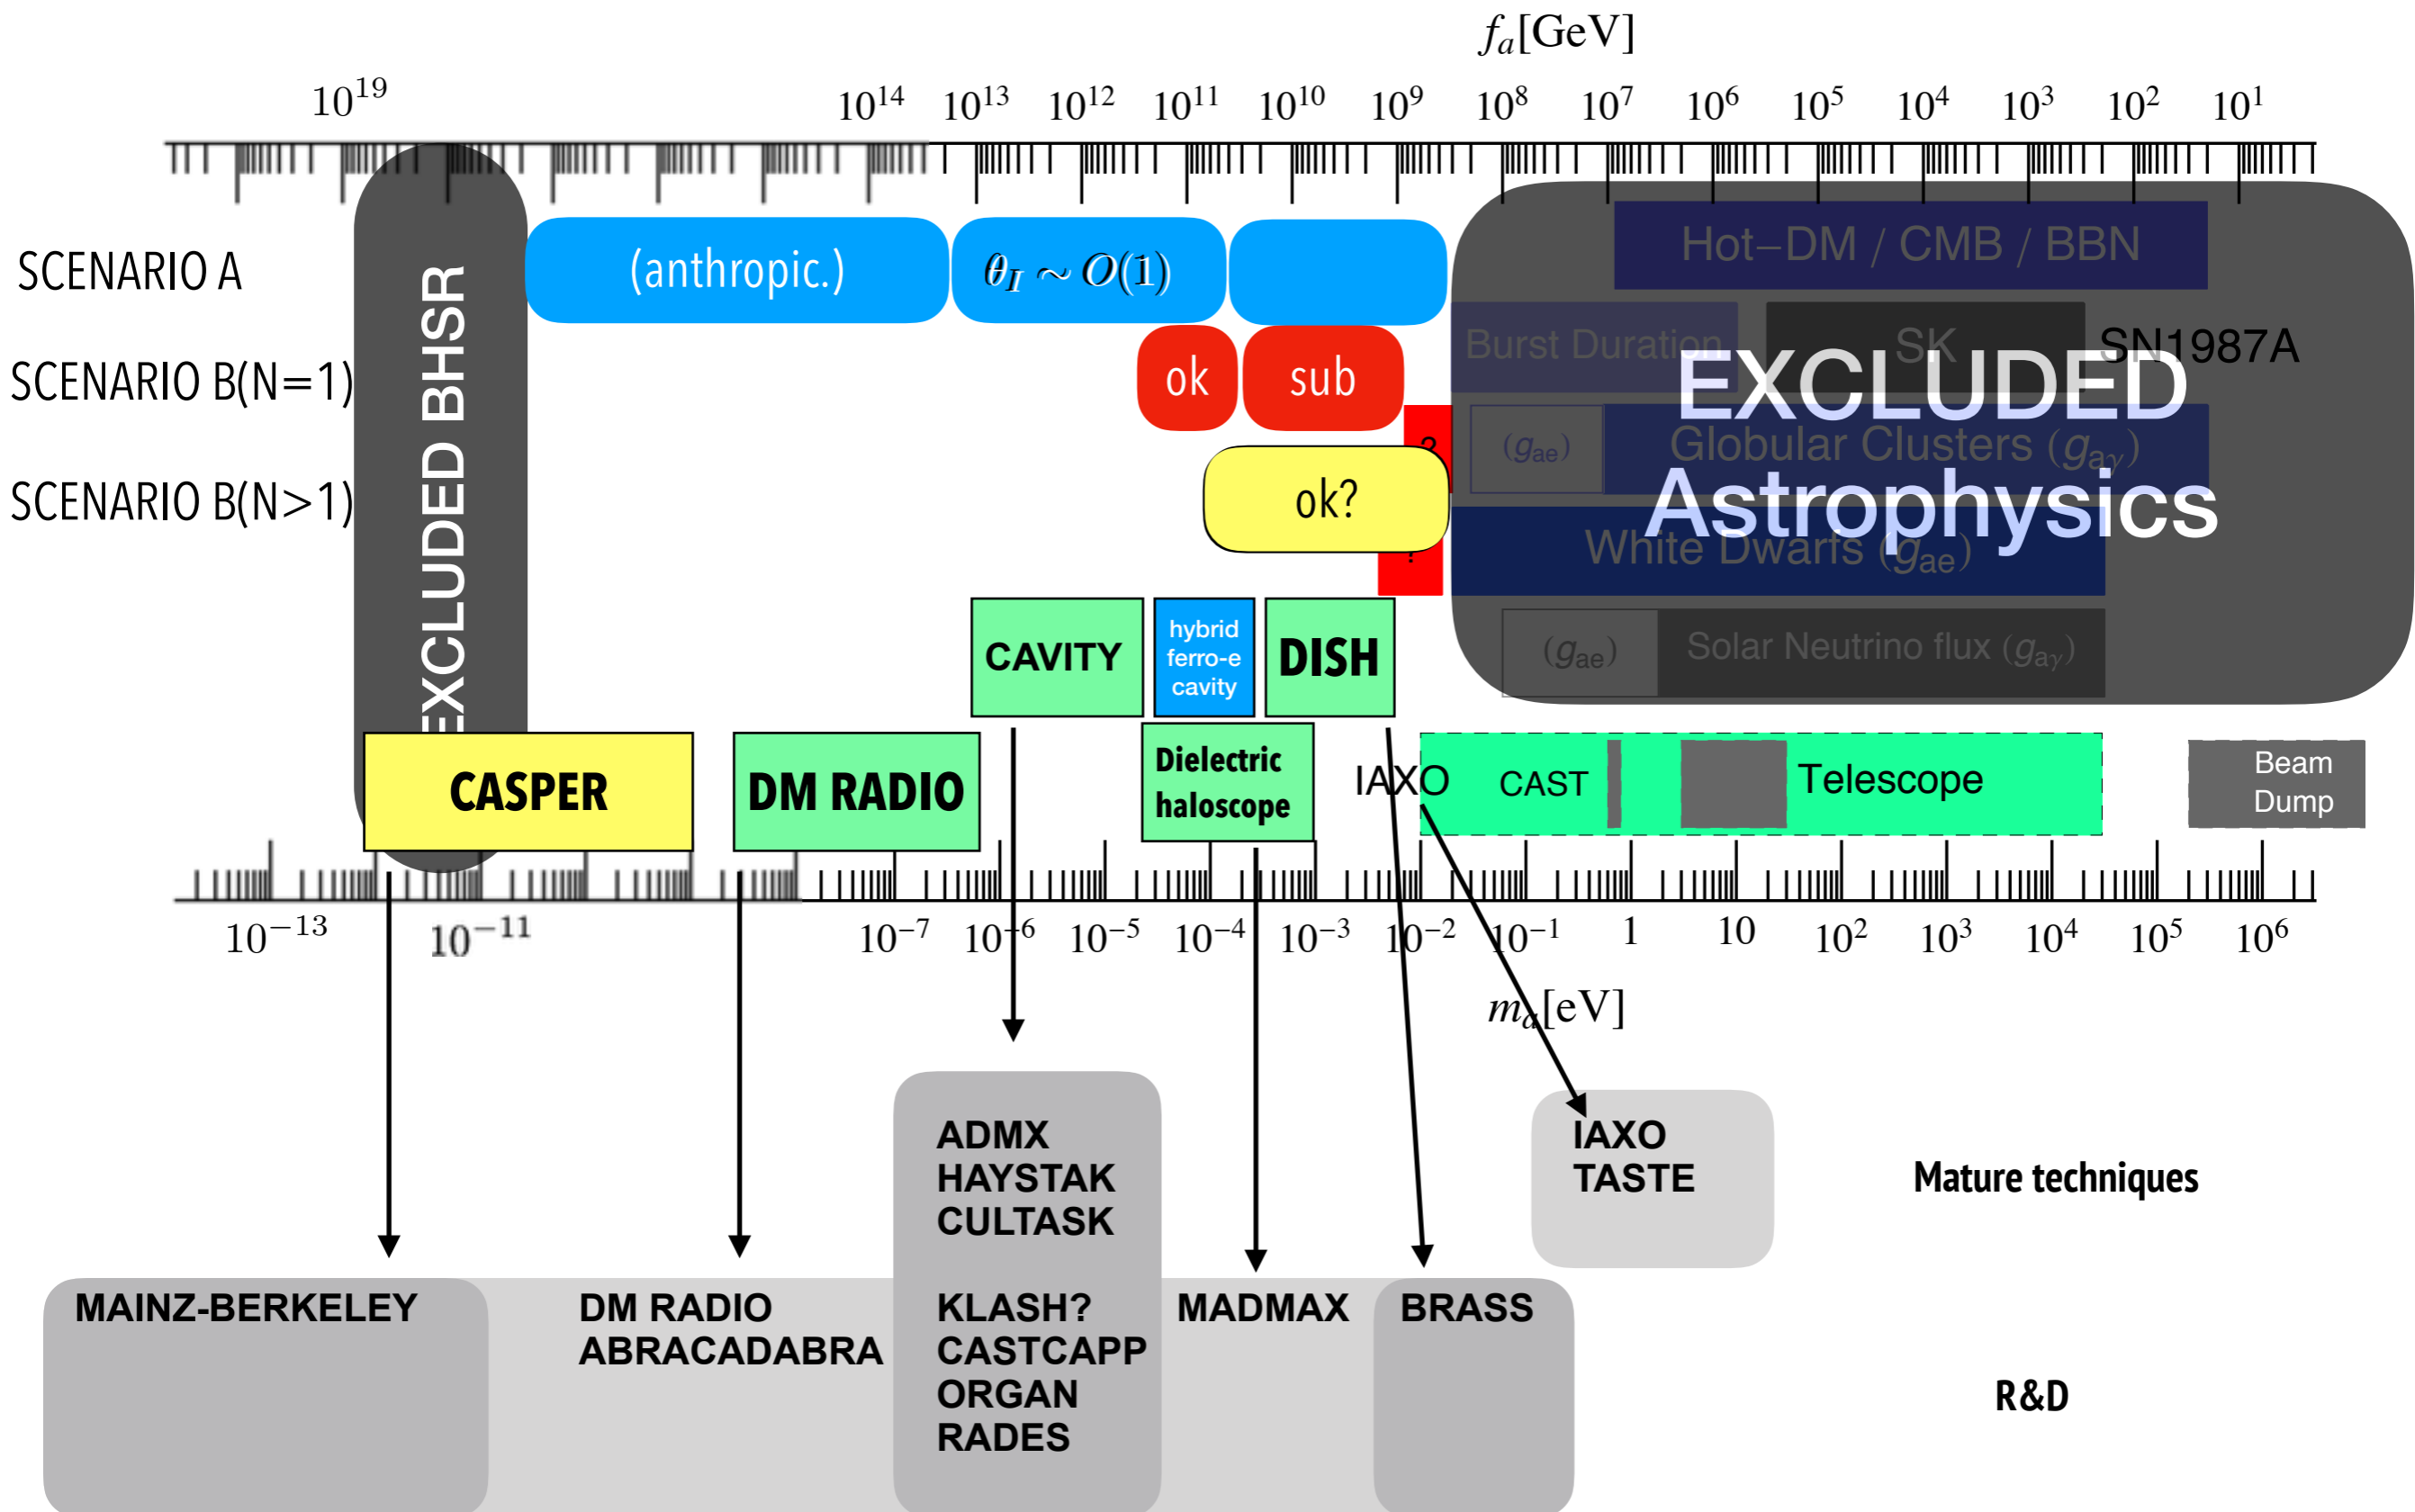 f_a[GeV]
10^19 10^14 10^13 10^12 10^11 10^10 10^9 10^8 10^7 10^6 10^5 10^4 10^3 10^2 10^1
SCENARIO A
(anthropic.)
θ_I ∼ O(1)
Hot–DM / CMB / BBN
SCENARIO B(N=1)
ok
sub
Burst Duration
SK
SN1987A
EXCLUDED
Astrophysics
?
(g_ae)
Globular Clusters (g_aγ)
SCENARIO B(N>1)
ok?
White Dwarfs (g_ae)
EXCLUDED BHSR
CAVITY
hybrid
ferro-e
cavity
DISH
(g_ae)
Solar Neutrino flux (g_aγ)
CASPER
DM RADIO
Dielectric
haloscope
IAXO
CAST
Telescope
Beam
Dump
10^−13 10^−11 10^−7 10^−6 10^−5 10^−4 10^−3 10^−2 10^−1 1 10 10^2 10^3 10^4 10^5 10^6
m_a[eV]
ADMX
HAYSTAK
CULTASK
IAXO
TASTE
Mature techniques
MAINZ-BERKELEY
DM RADIO
ABRACADABRA
KLASH?
CASTCAPP
ORGAN
RADES
MADMAX
BRASS
R&D